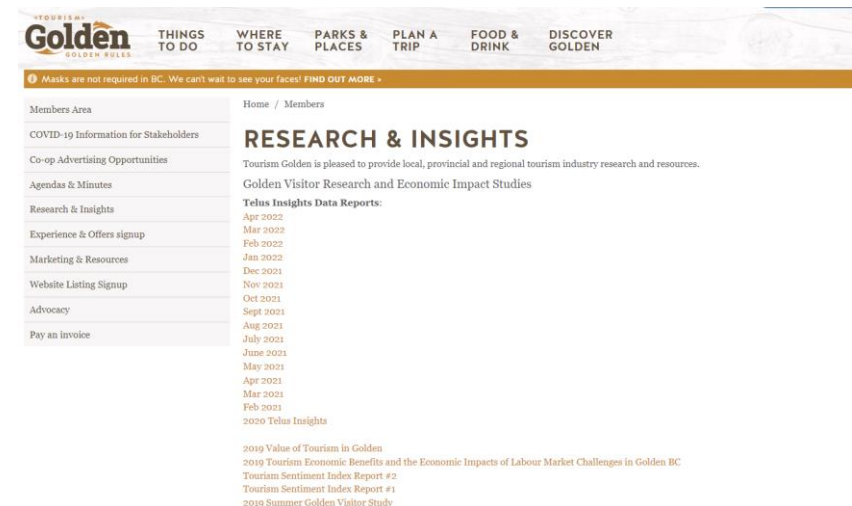 TOURISM
Golden
GOLDEN RULES
THINGS TO DO
WHERE TO STAY
PARKS & PLACES
PLAN A TRIP
FOOD & DRINK
DISCOVER GOLDEN
Masks are not required in BC. We can't wait to see your faces! FIND OUT MORE >
Members Area
COVID-19 Information for Stakeholders
Co-op Advertising Opportunities
Agendas & Minutes
Research & Insights
Experience & Offers signup
Marketing & Resources
Website Listing Signup
Advocacy
Pay an invoice
Home / Members
RESEARCH & INSIGHTS
Tourism Golden is pleased to provide local, provincial and regional tourism industry research and resources.
Golden Visitor Research and Economic Impact Studies
Telus Insights Data Reports:
Apr 2022
Mar 2022
Feb 2022
Jan 2022
Dec 2021
Nov 2021
Oct 2021
Sept 2021
Aug 2021
July 2021
June 2021
May 2021
Apr 2021
Mar 2021
Feb 2021
2020 Telus Insights
2019 Value of Tourism in Golden
2019 Tourism Economic Benefits and the Economic Impacts of Labour Market Challenges in Golden BC
Tourism Sentiment Index Report #2
Tourism Sentiment Index Report #1
2019 Summer Golden Visitor Study